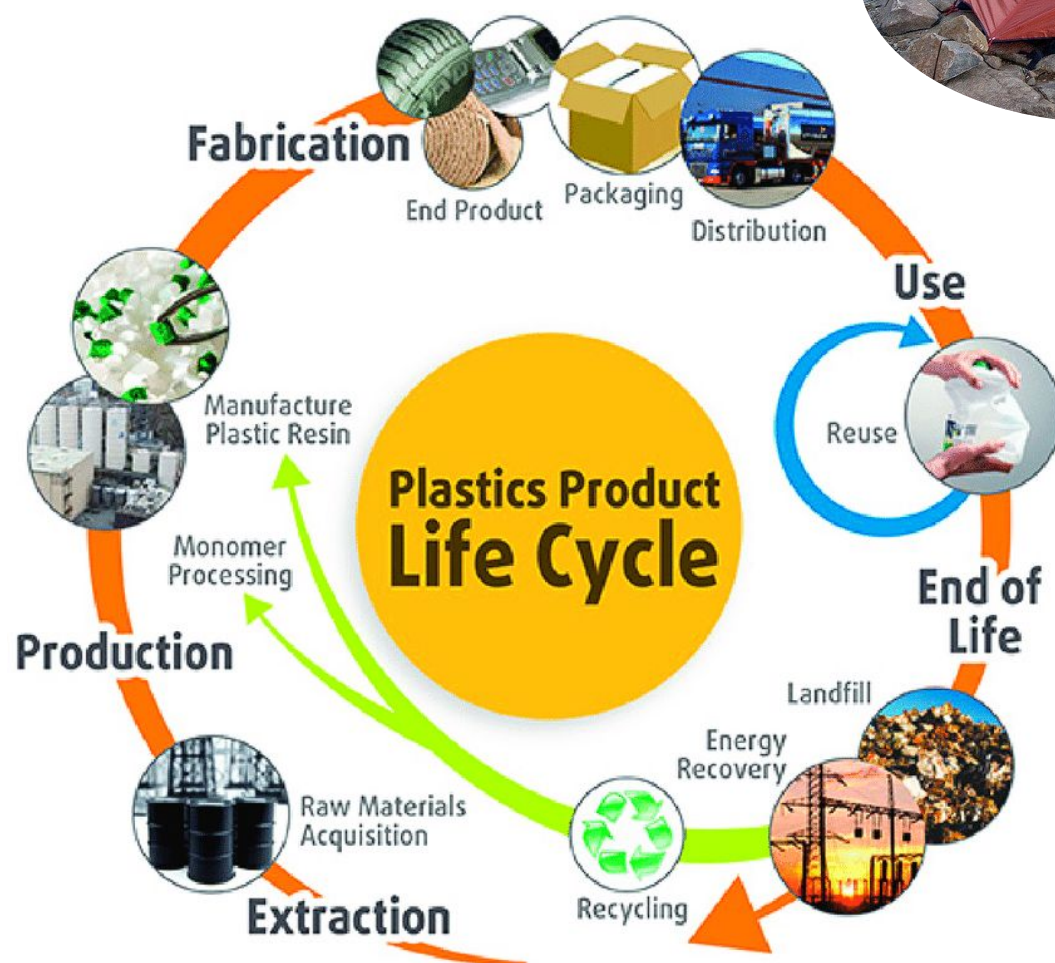 Fabrication
End Product
Packaging
Distribution
Use
Reuse
Manufacture
Plastic Resin
Plastics Product
Life Cycle
Monomer
Processing
Production
End of
Life
Landfill
Energy
Recovery
Raw Materials
Acquisition
Recycling
Extraction